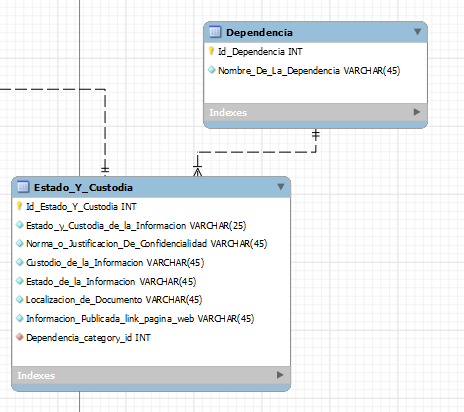 Dependencia
Id_Dependencia INT
Nombre_De_La_Dependencia VARCHAR(45)
Indexes
Estado_Y_Custodia
Id_Estado_Y_Custodia INT
Estado_y_Custodia_de_la_Informacion VARCHAR(25)
Norma_o_Justificacion_De_Confidencialidad VARCHAR(45)
Custodio_de_la_Informacion VARCHAR(45)
Estado_de_la_Informacion VARCHAR(45)
Localizacion_de_Documento VARCHAR(45)
Informacion_Publicada_link_pagina_web VARCHAR(45)
Dependencia_category_id INT
Indexes